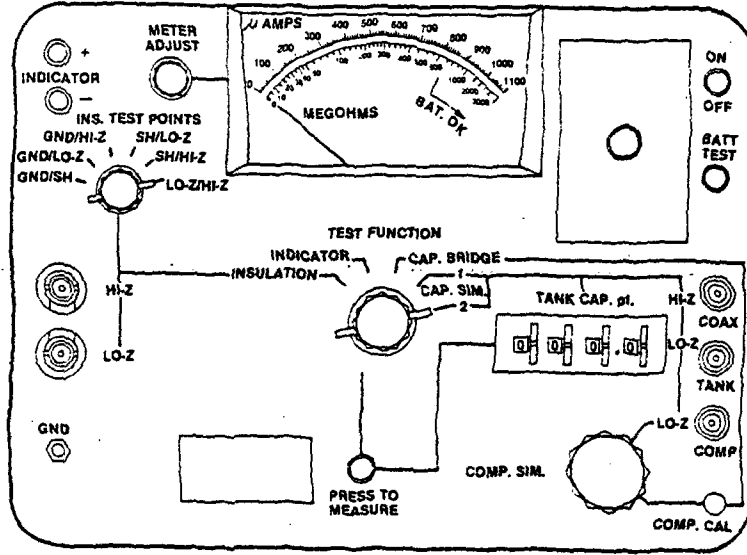 μ AMPS
0 100 200 300 400 500 600 700 800 900 1000 1100
MEGOHMS
BAT. OK
METER
ADJUST
+
INDICATOR
−
ON
OFF
BATT
TEST
INS. TEST POINTS
GND/HI-Z
SH/LO-Z
GND/LO-Z
SH/HI-Z
GND/SH
LO-Z/HI-Z
TEST FUNCTION
INDICATOR
CAP. BRIDGE
INSULATION
1
CAP. SIM.
2
TANK CAP. pf.
0 0 0 . 0
HI-Z
LO-Z
GND
HI-Z
COAX
LO-Z
TANK
LO-Z
COMP
PRESS TO
MEASURE
COMP. SIM.
COMP. CAL